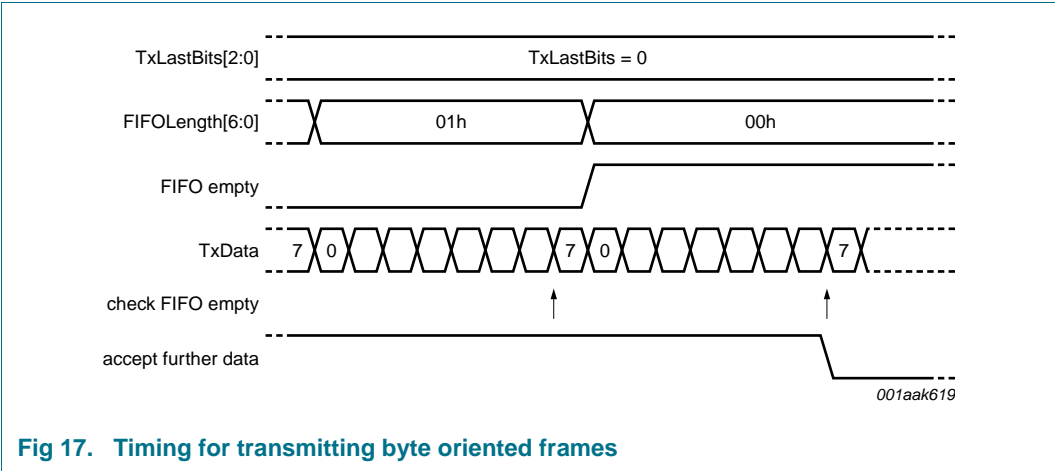 TxLastBits[2:0] TxLastBits = 0
FIFOLength[6:0] 01h 00h
FIFO empty
TxData 7 0 7 0 7
check FIFO empty
accept further data
001aak619
Fig 17. Timing for transmitting byte oriented frames